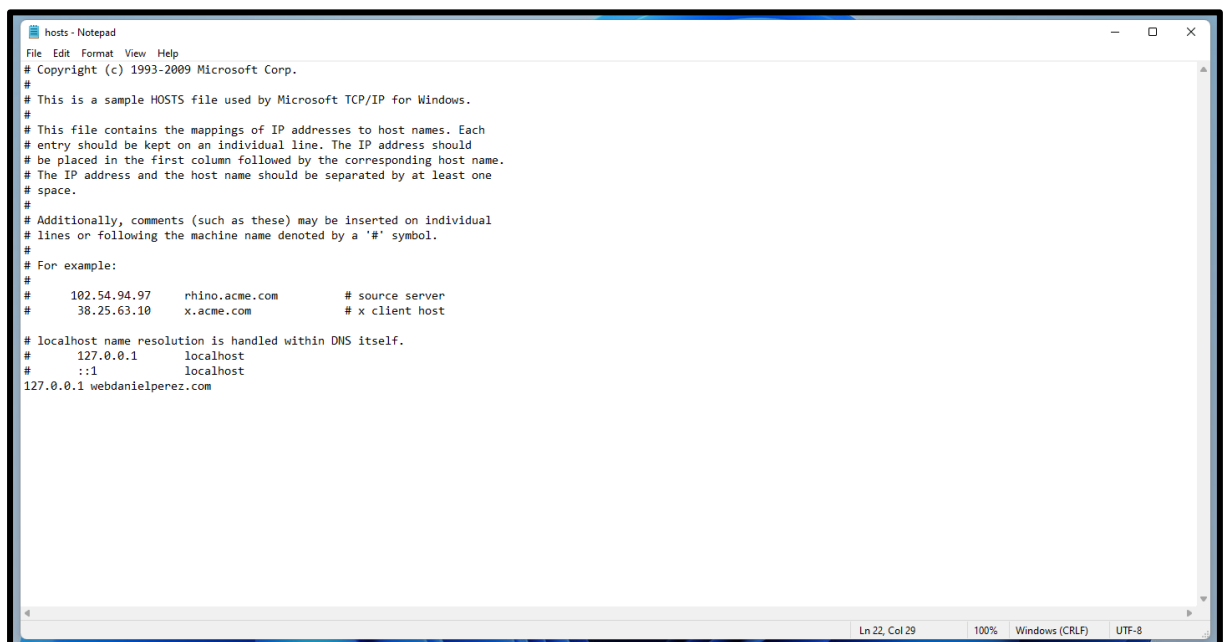 hosts - Notepad
File Edit Format View Help
# Copyright (c) 1993-2009 Microsoft Corp.
#
# This is a sample HOSTS file used by Microsoft TCP/IP for Windows.
#
# This file contains the mappings of IP addresses to host names. Each
# entry should be kept on an individual line. The IP address should
# be placed in the first column followed by the corresponding host name.
# The IP address and the host name should be separated by at least one
# space.
#
# Additionally, comments (such as these) may be inserted on individual
# lines or following the machine name denoted by a '#' symbol.
#
# For example:
#
#      102.54.94.97     rhino.acme.com          # source server
#       38.25.63.10     x.acme.com              # x client host

# localhost name resolution is handled within DNS itself.
#       127.0.0.1       localhost
#       ::1             localhost
127.0.0.1 webdanielperez.com
Ln 22, Col 29 100% Windows (CRLF) UTF-8